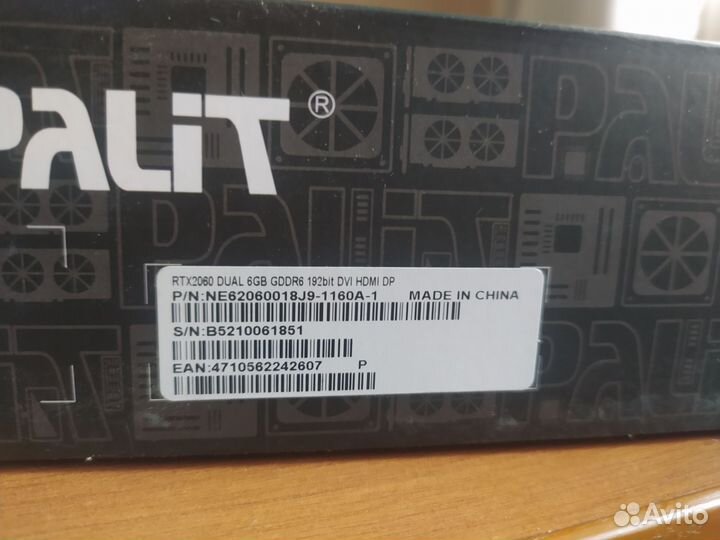 PALIT®
RTX2060 DUAL 6GB GDDR6 192bit DVI HDMI DP
P/N:NE62060018J9-1160A-1 MADE IN CHINA
S/N:B5210061851
EAN:4710562242607 P
Avito